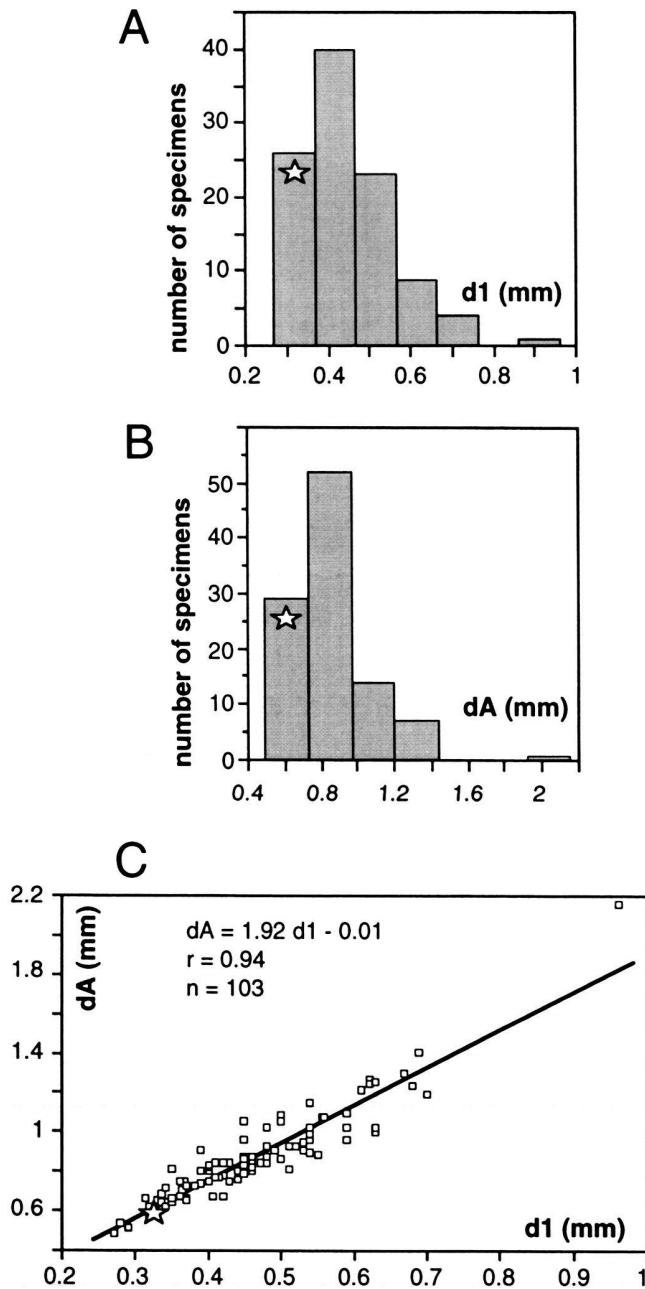 A
number of specimens
40
30
20
10
0
d1 (mm)
0.2 0.4 0.6 0.8 1
B
number of specimens
50
40
30
20
10
0
dA (mm)
0.4 0.8 1.2 1.6 2
C
dA (mm)
2.2
1.8
1.4
1
0.6
dA = 1.92 d1 - 0.01
r = 0.94
n = 103
d1 (mm)
0.2 0.3 0.4 0.5 0.6 0.7 0.8 0.9 1